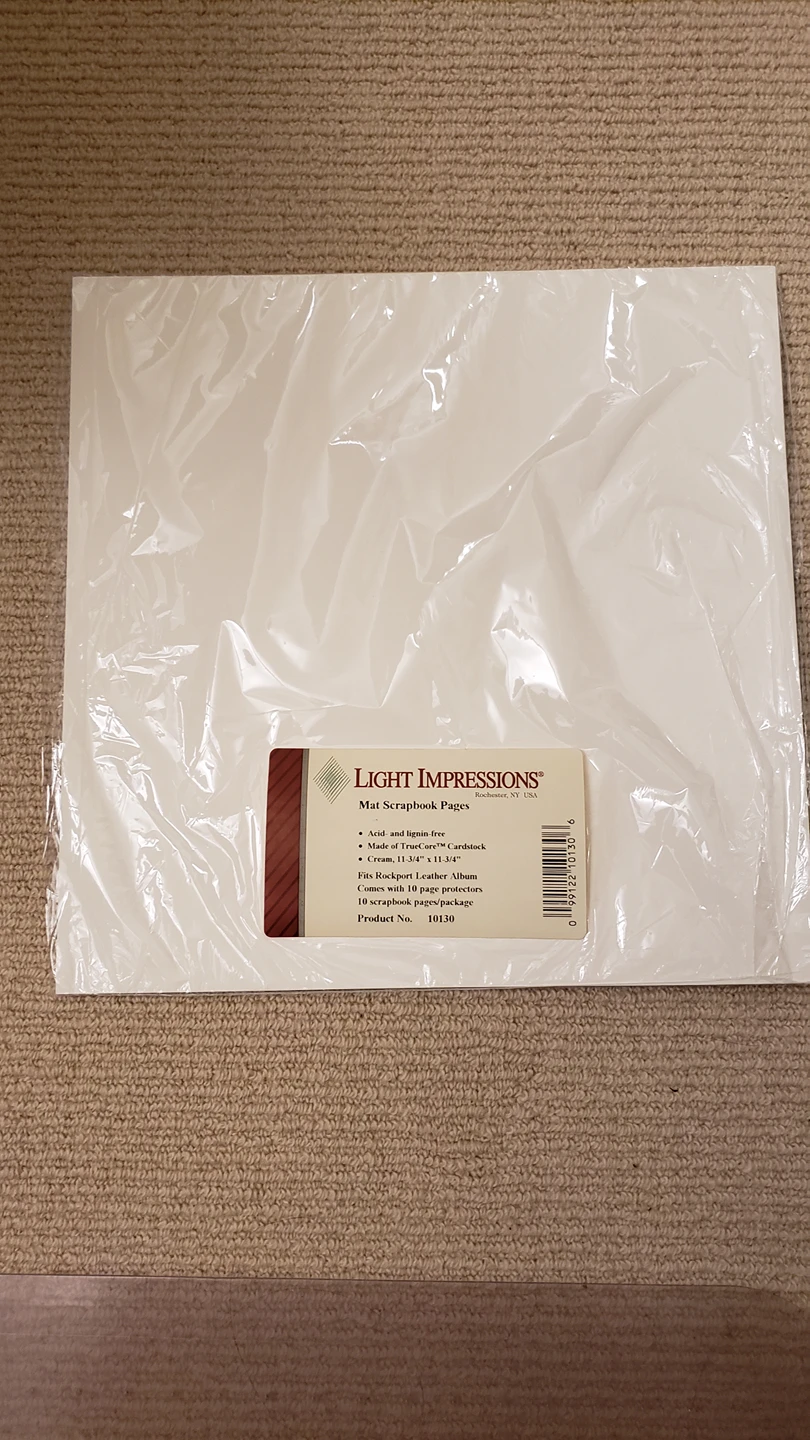 LIGHT IMPRESSIONS®
Rochester, NY USA
Mat Scrapbook Pages
• Acid- and lignin-free
• Made of TrueCore™ Cardstock
• Cream, 11-3/4" x 11-3/4"
Fits Rockport Leather Album
Comes with 10 page protectors
10 scrapbook pages/package
Product No. 10130
0 99122 10130 6